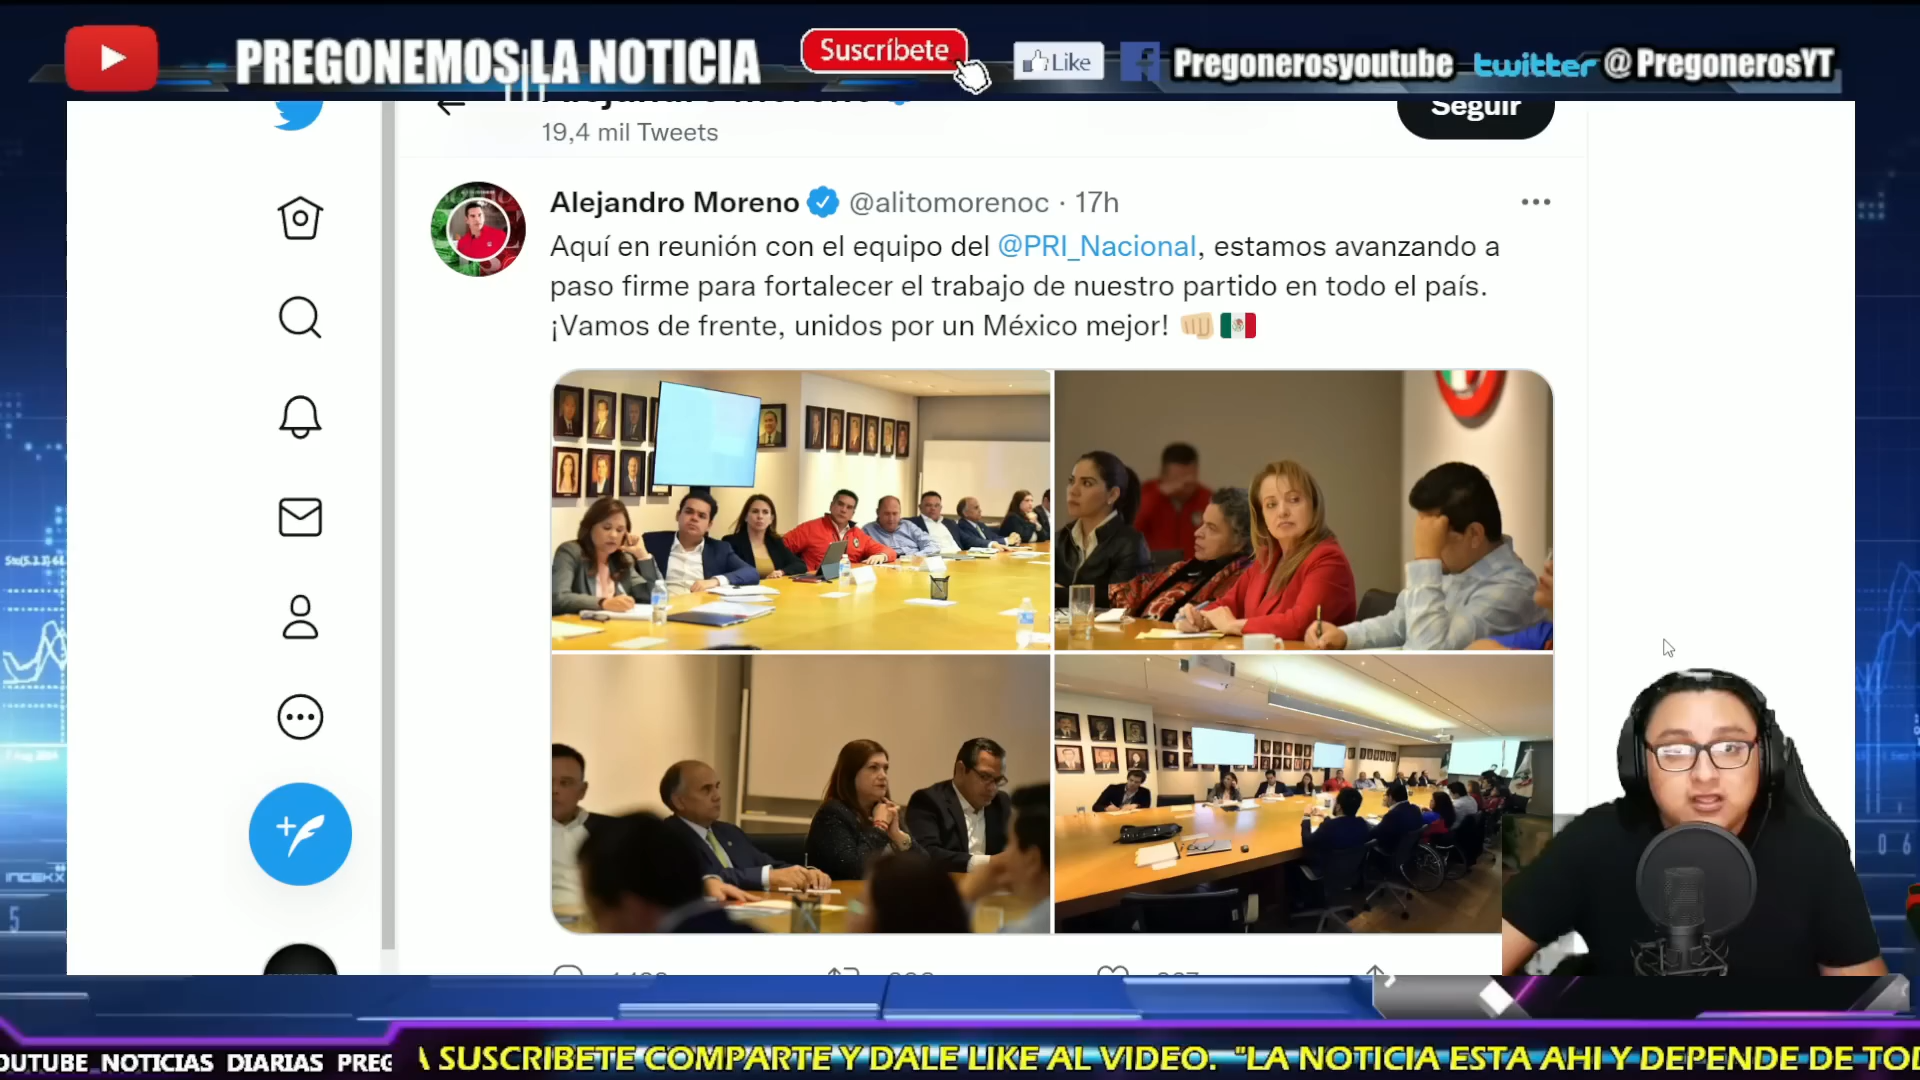 PREGONEMOS LA NOTICIA
Suscríbete
Like
Pregonerosyoutube
twitter @PregonerosYT
Alejandro Moreno
Seguir
19,4 mil Tweets
Alejandro Moreno @alitomorenoc · 17h
Aquí en reunión con el equipo del @PRI_Nacional, estamos avanzando a
paso firme para fortalecer el trabajo de nuestro partido en todo el país.
¡Vamos de frente, unidos por un México mejor! 👊🏼🇲🇽
OUTUBE NOTICIAS DIARIAS PREG
A SUSCRIBETE COMPARTE Y DALE LIKE AL VIDEO. "LA NOTICIA ESTA AHI Y DEPENDE DE TOD